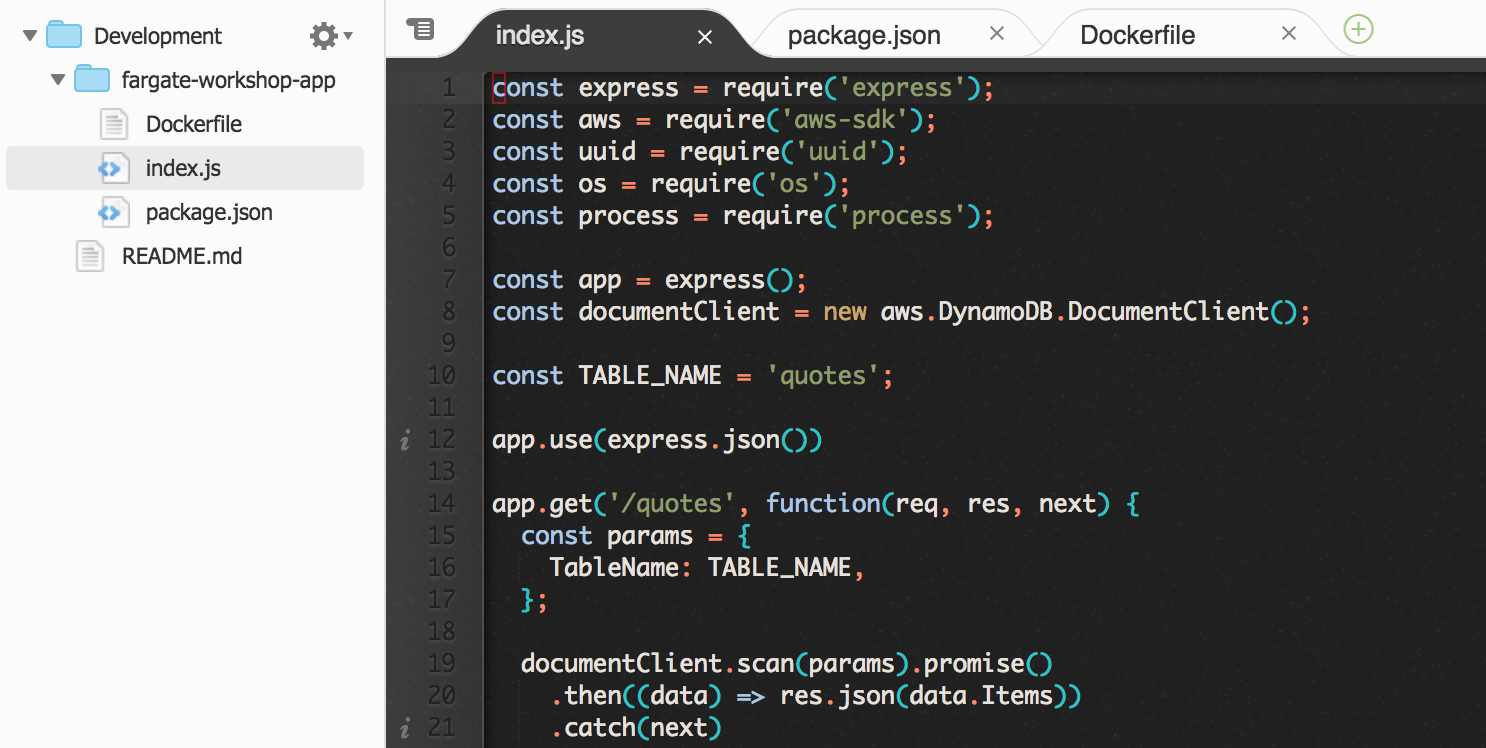 Development
fargate-workshop-app
Dockerfile
index.js
package.json
README.md
index.js
package.json
Dockerfile
1 const express = require('express');
2 const aws = require('aws-sdk');
3 const uuid = require('uuid');
4 const os = require('os');
5 const process = require('process');
6
7 const app = express();
8 const documentClient = new aws.DynamoDB.DocumentClient();
9
10 const TABLE_NAME = 'quotes';
11
i 12 app.use(express.json())
13
14 app.get('/quotes', function(req, res, next) {
15   const params = {
16     TableName: TABLE_NAME,
17   };
18
19   documentClient.scan(params).promise()
20     .then((data) => res.json(data.Items))
i 21     .catch(next)